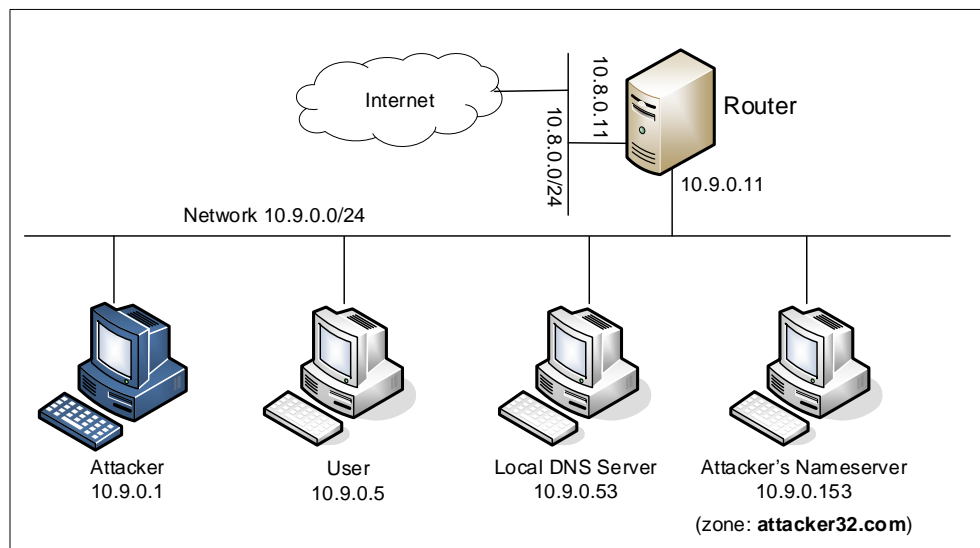 Internet
10.8.0.11
10.8.0.0/24
Router
10.9.0.11
Network 10.9.0.0/24
Attacker
10.9.0.1
User
10.9.0.5
Local DNS Server
10.9.0.53
Attacker’s Nameserver
10.9.0.153
(zone: attacker32.com)